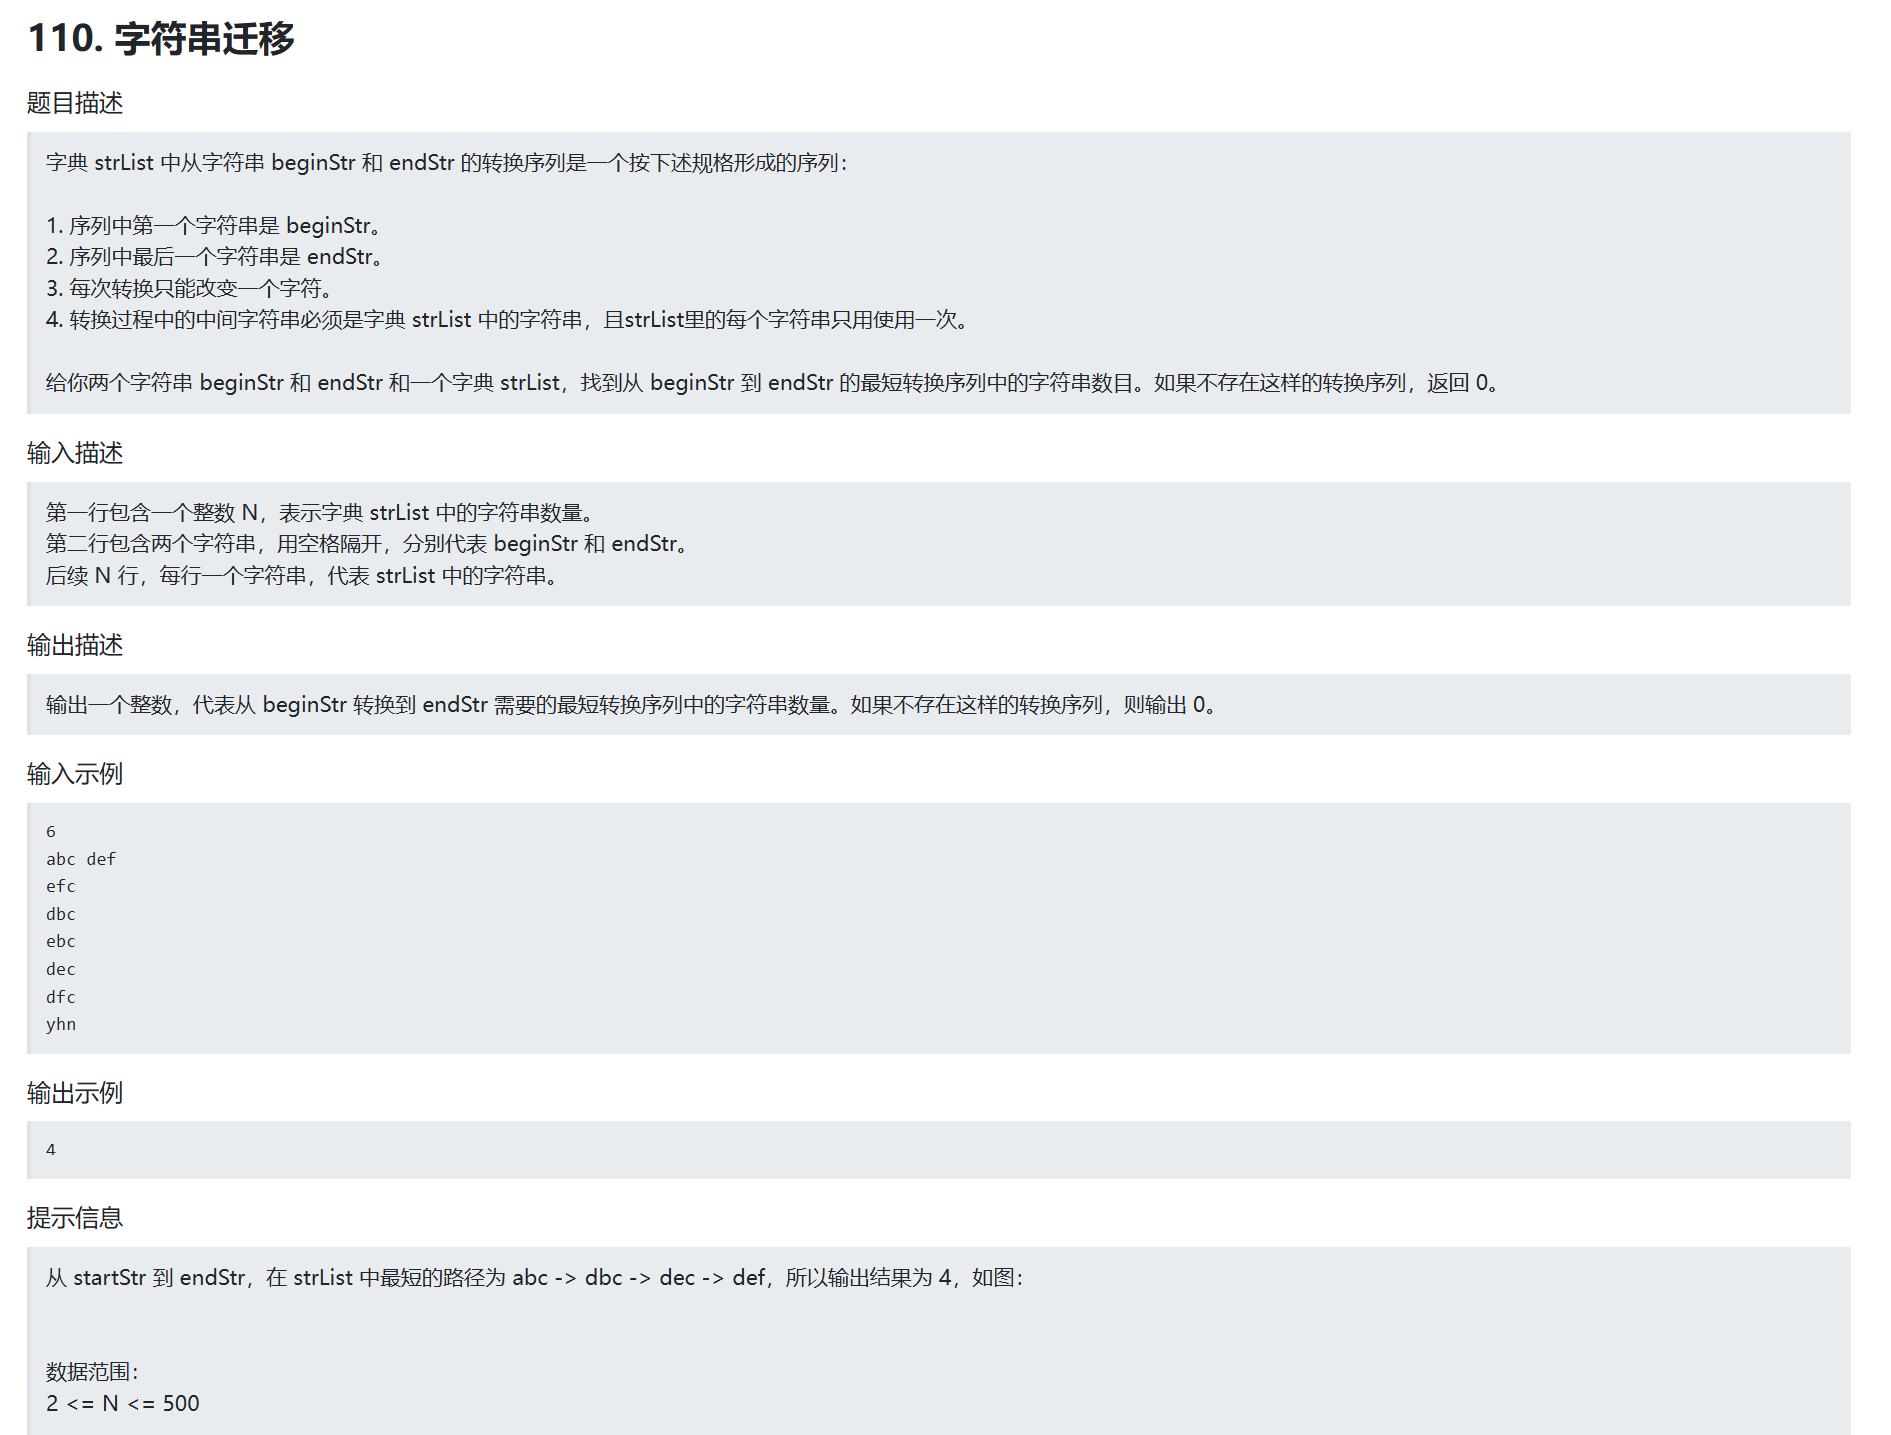 110. 字符串迁移
题目描述
字典 strList 中从字符串 beginStr 和 endStr 的转换序列是一个按下述规格形成的序列：
1. 序列中第一个字符串是 beginStr。
2. 序列中最后一个字符串是 endStr。
3. 每次转换只能改变一个字符。
4. 转换过程中的中间字符串必须是字典 strList 中的字符串，且strList里的每个字符串只用使用一次。
给你两个字符串 beginStr 和 endStr 和一个字典 strList，找到从 beginStr 到 endStr 的最短转换序列中的字符串数目。如果不存在这样的转换序列，返回 0。
输入描述
第一行包含一个整数 N，表示字典 strList 中的字符串数量。
第二行包含两个字符串，用空格隔开，分别代表 beginStr 和 endStr。
后续 N 行，每行一个字符串，代表 strList 中的字符串。
输出描述
输出一个整数，代表从 beginStr 转换到 endStr 需要的最短转换序列中的字符串数量。如果不存在这样的转换序列，则输出 0。
输入示例
6
abc def
efc
dbc
ebc
dec
dfc
yhn
输出示例
4
提示信息
从 startStr 到 endStr，在 strList 中最短的路径为 abc -> dbc -> dec -> def，所以输出结果为 4，如图：
数据范围：
2 <= N <= 500